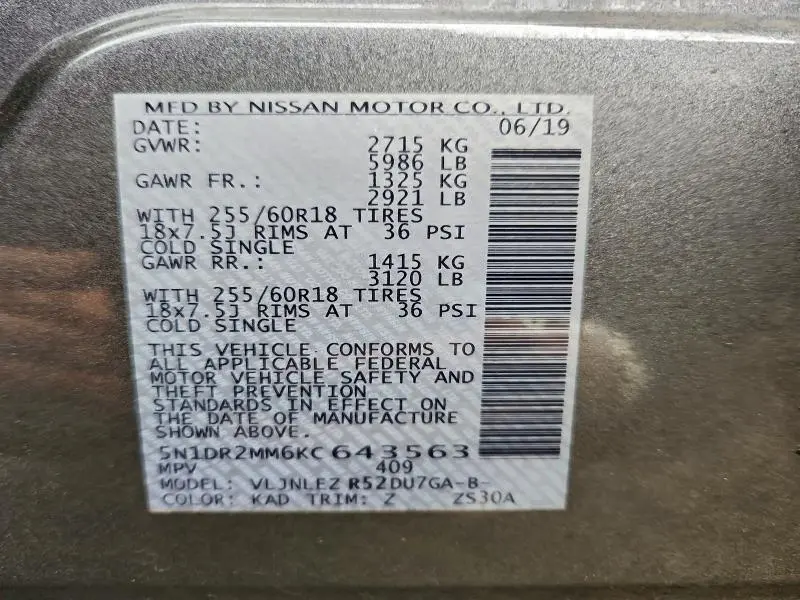 MFD BY NISSAN MOTOR CO., LTD.
DATE: 06/19
GVWR: 2715 KG
5986 LB
GAWR FR.: 1325 KG
2921 LB
WITH 255/60R18 TIRES
18x7.5J RIMS AT 36 PSI
COLD SINGLE
GAWR RR.: 1415 KG
3120 LB
WITH 255/60R18 TIRES
18x7.5J RIMS AT 36 PSI
COLD SINGLE
THIS VEHICLE CONFORMS TO
ALL APPLICABLE FEDERAL
MOTOR VEHICLE SAFETY AND
THEFT PREVENTION
STANDARDS IN EFFECT ON
THE DATE OF MANUFACTURE
SHOWN ABOVE.
5N1DR2MM6KC643563
MPV 409
MODEL: VLJNLEZ R52DU7GA-B-
COLOR: KAD TRIM: Z ZS30A